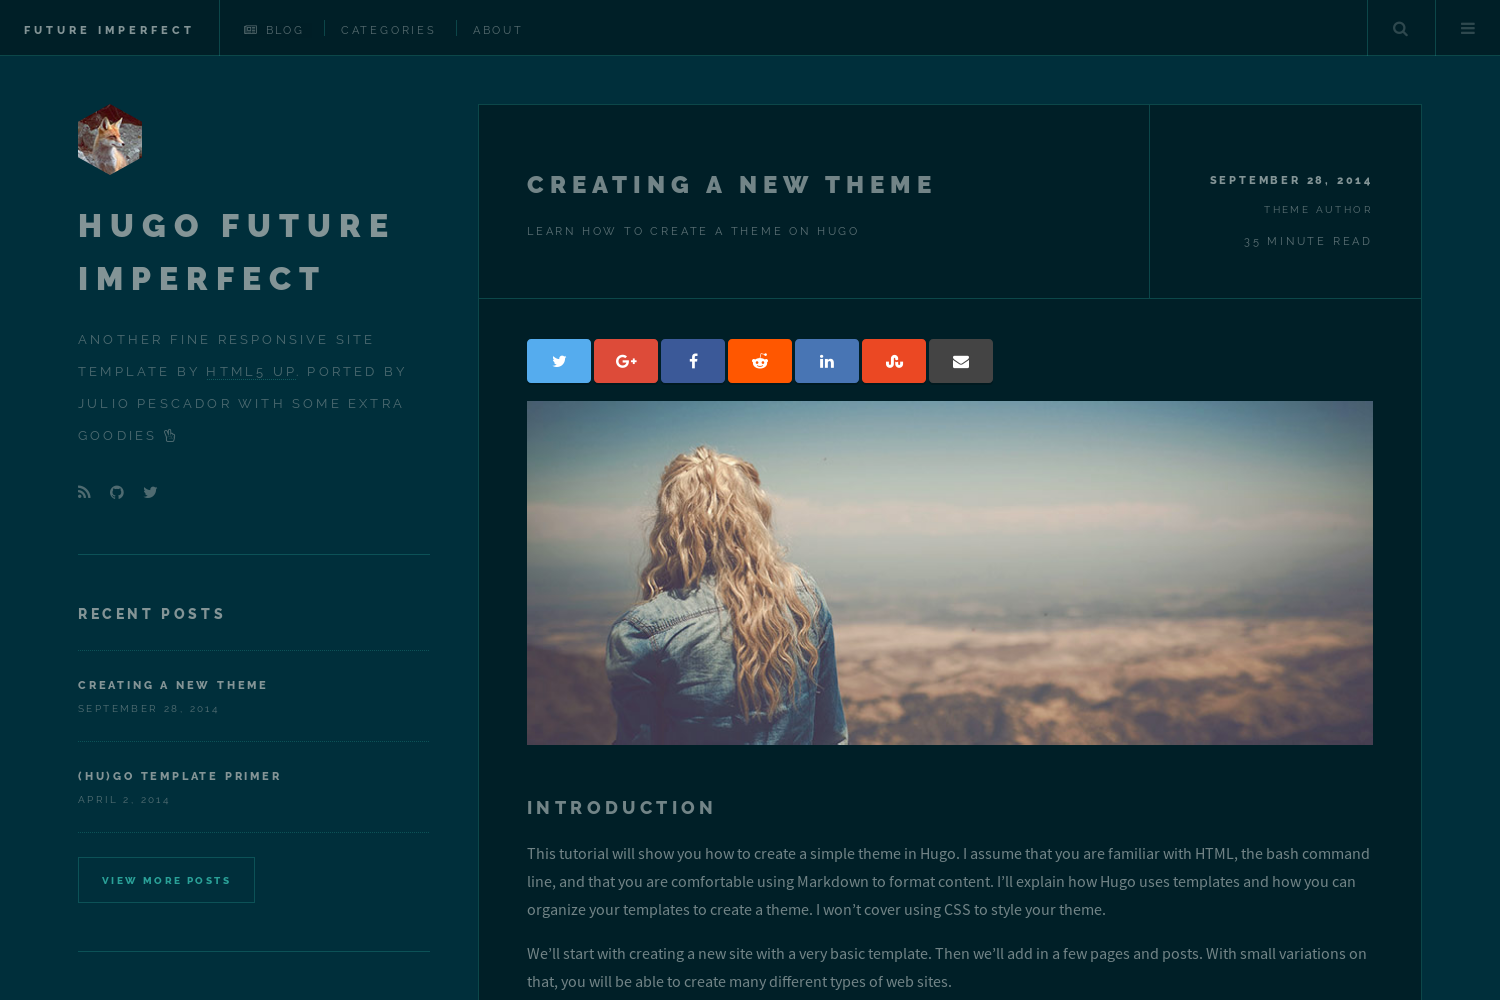 FUTURE IMPERFECT
BLOG
CATEGORIES
ABOUT
HUGO FUTURE
IMPERFECT
ANOTHER FINE RESPONSIVE SITE
TEMPLATE BY HTML5 UP. PORTED BY
JULIO PESCADOR WITH SOME EXTRA
GOODIES
RECENT POSTS
CREATING A NEW THEME
SEPTEMBER 28, 2014
(HU)GO TEMPLATE PRIMER
APRIL 2, 2014
VIEW MORE POSTS
CREATING A NEW THEME
LEARN HOW TO CREATE A THEME ON HUGO
SEPTEMBER 28, 2014
THEME AUTHOR
35 MINUTE READ
INTRODUCTION
This tutorial will show you how to create a simple theme in Hugo. I assume that you are familiar with HTML, the bash command
line, and that you are comfortable using Markdown to format content. I’ll explain how Hugo uses templates and how you can
organize your templates to create a theme. I won’t cover using CSS to style your theme.
We’ll start with creating a new site with a very basic template. Then we’ll add in a few pages and posts. With small variations on
that, you will be able to create many different types of web sites.